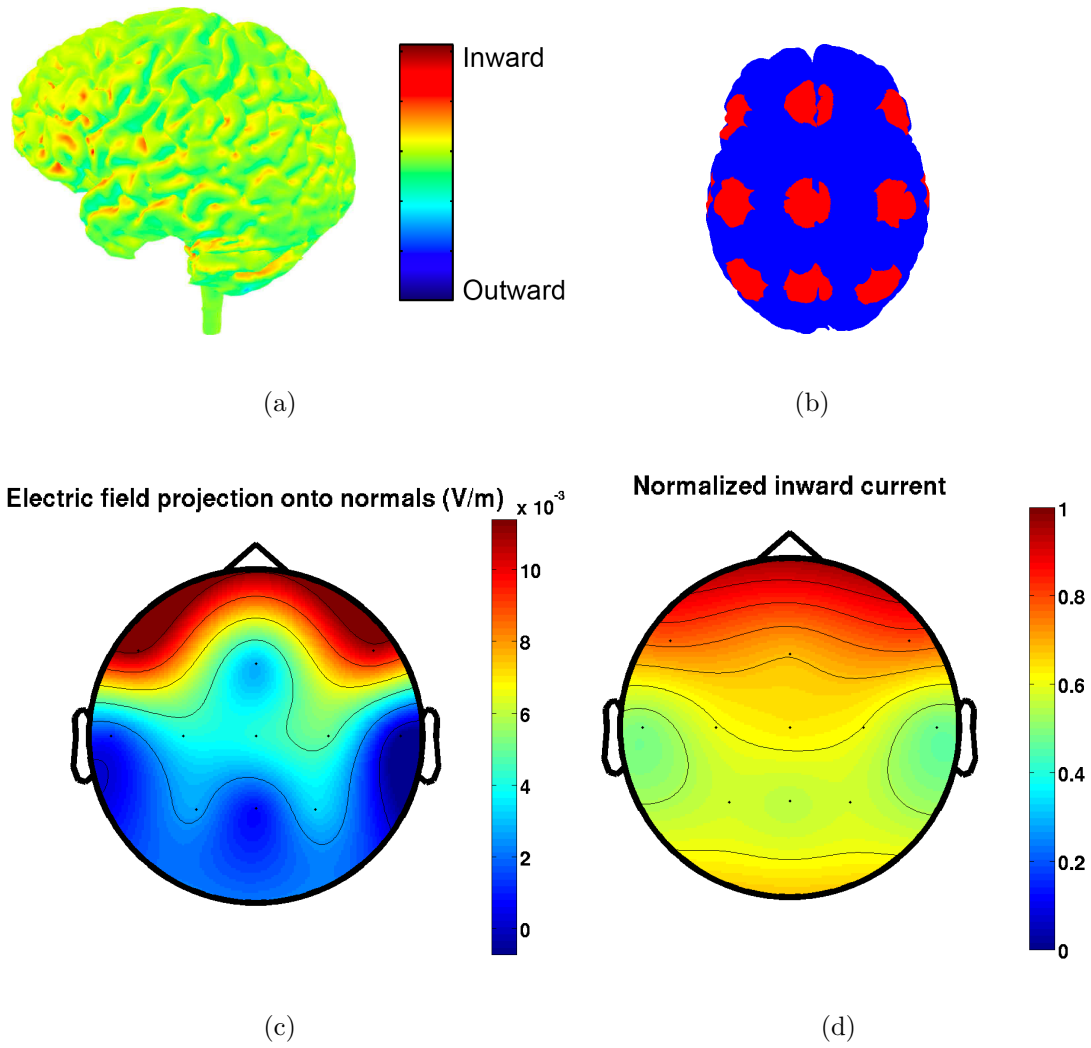 Inward
Outward
(a)
(b)
Electric field projection onto normals (V/m)
x 10⁻³
10
8
6
4
2
0
(c)
Normalized inward current
1
0.8
0.6
0.4
0.2
0
(d)